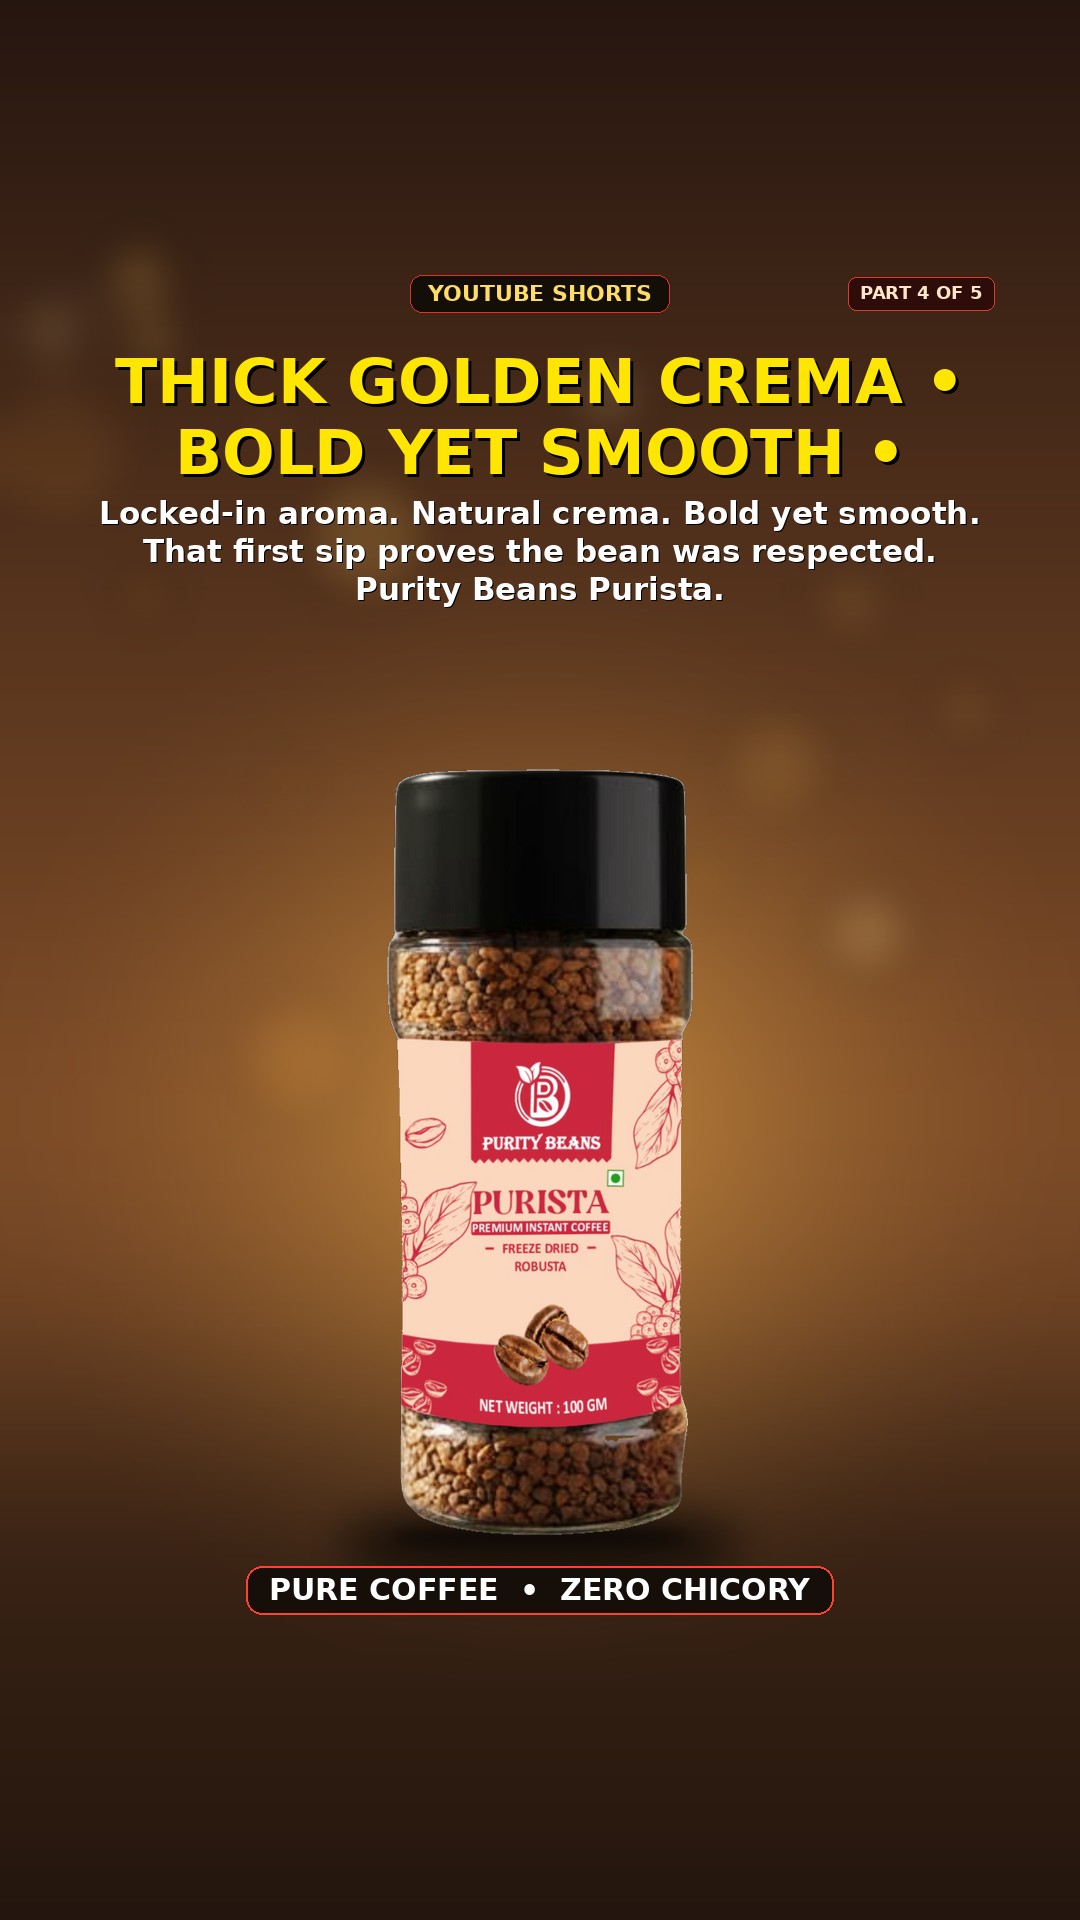 YOUTUBE SHORTS
PART 4 OF 5
THICK GOLDEN CREMA •
BOLD YET SMOOTH •
Locked-in aroma. Natural crema. Bold yet smooth.
That first sip proves the bean was respected.
Purity Beans Purista.
PURITY BEANS
PURISTA
PREMIUM INSTANT COFFEE
– FREEZE DRIED –
ROBUSTA
NET WEIGHT : 100 GM
PURE COFFEE • ZERO CHICORY